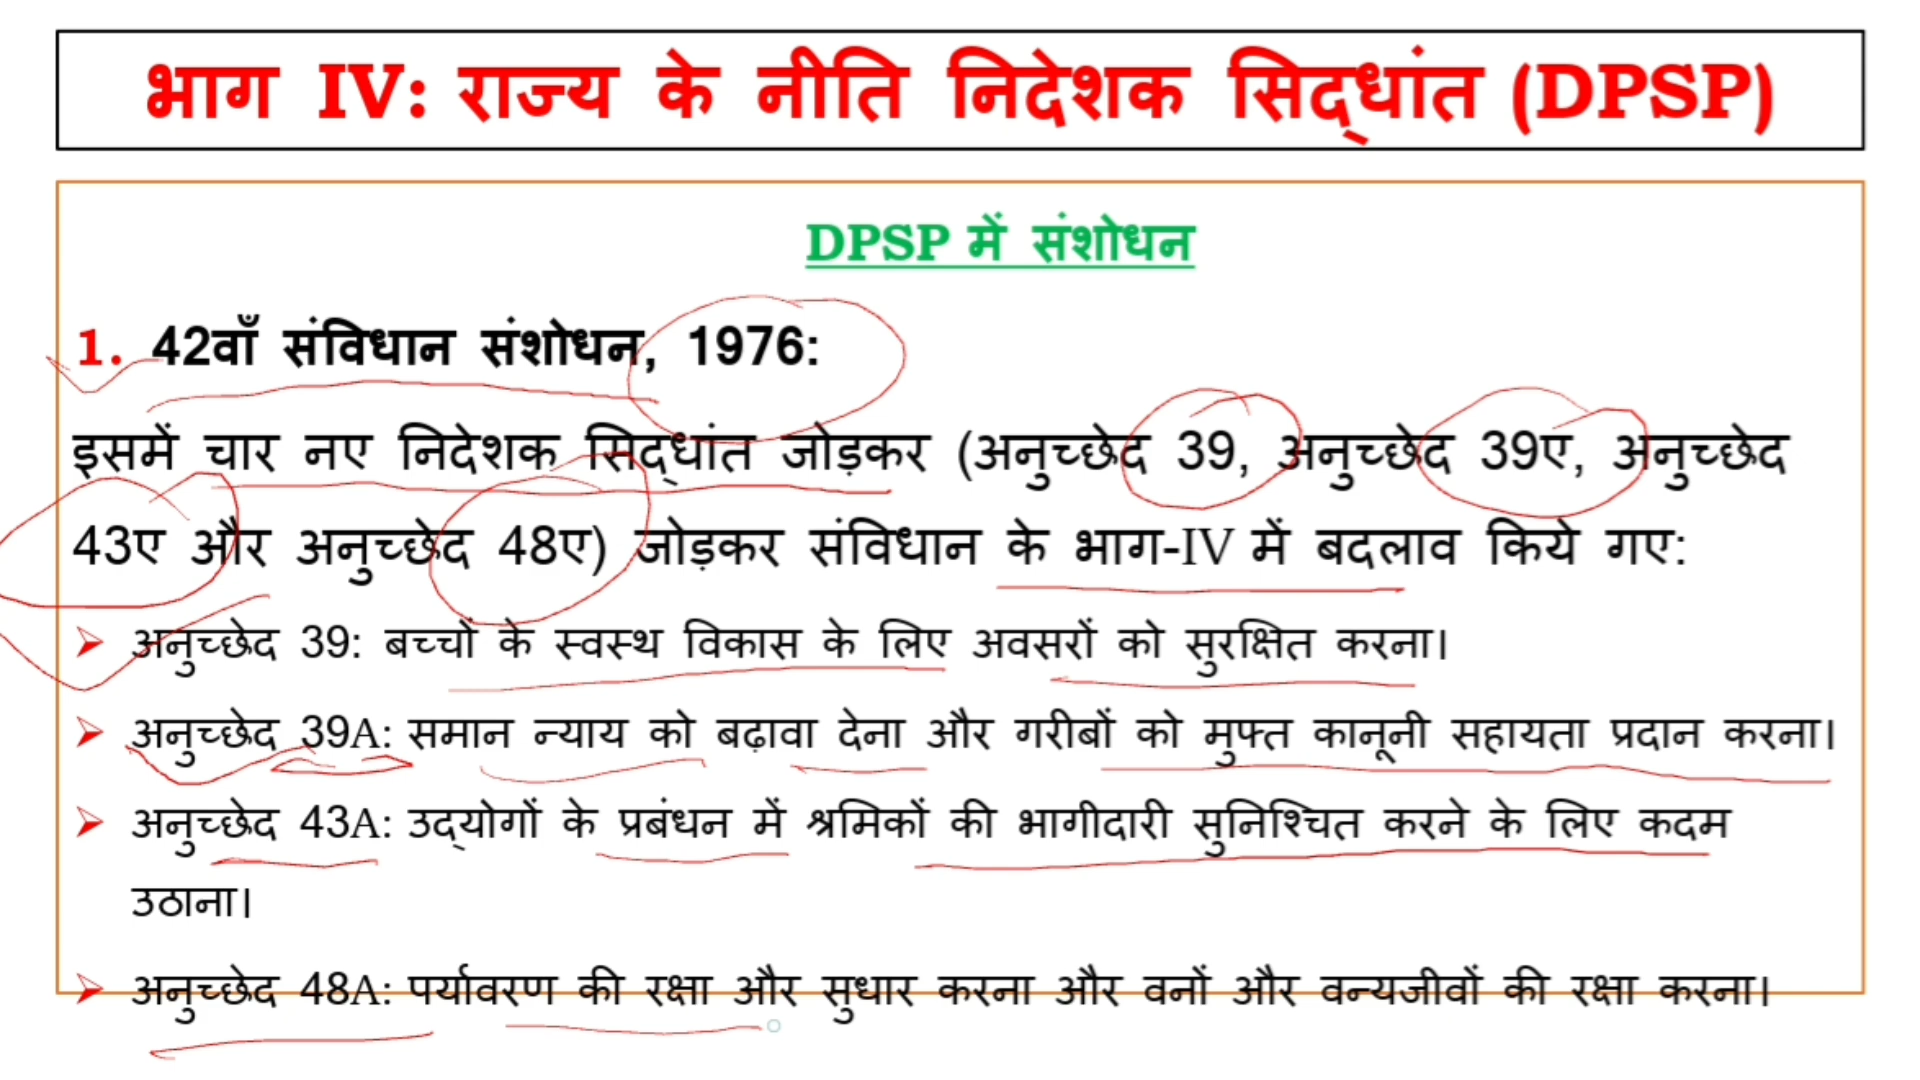 भाग IV: राज्य के नीति निदेशक सिद्धांत (DPSP)
DPSP में संशोधन
1. 42वाँ संविधान संशोधन, 1976:
इसमें चार नए निदेशक सिद्धांत जोड़कर (अनुच्छेद 39, अनुच्छेद 39ए, अनुच्छेद
43ए और अनुच्छेद 48ए) जोड़कर संविधान के भाग-IV में बदलाव किये गए:
➢ अनुच्छेद 39: बच्चों के स्वस्थ विकास के लिए अवसरों को सुरक्षित करना।
➢ अनुच्छेद 39A: समान न्याय को बढ़ावा देना और गरीबों को मुफ्त कानूनी सहायता प्रदान करना।
➢ अनुच्छेद 43A: उद्योगों के प्रबंधन में श्रमिकों की भागीदारी सुनिश्चित करने के लिए कदम
उठाना।
➢ अनुच्छेद 48A: पर्यावरण की रक्षा और सुधार करना और वनों और वन्यजीवों की रक्षा करना।